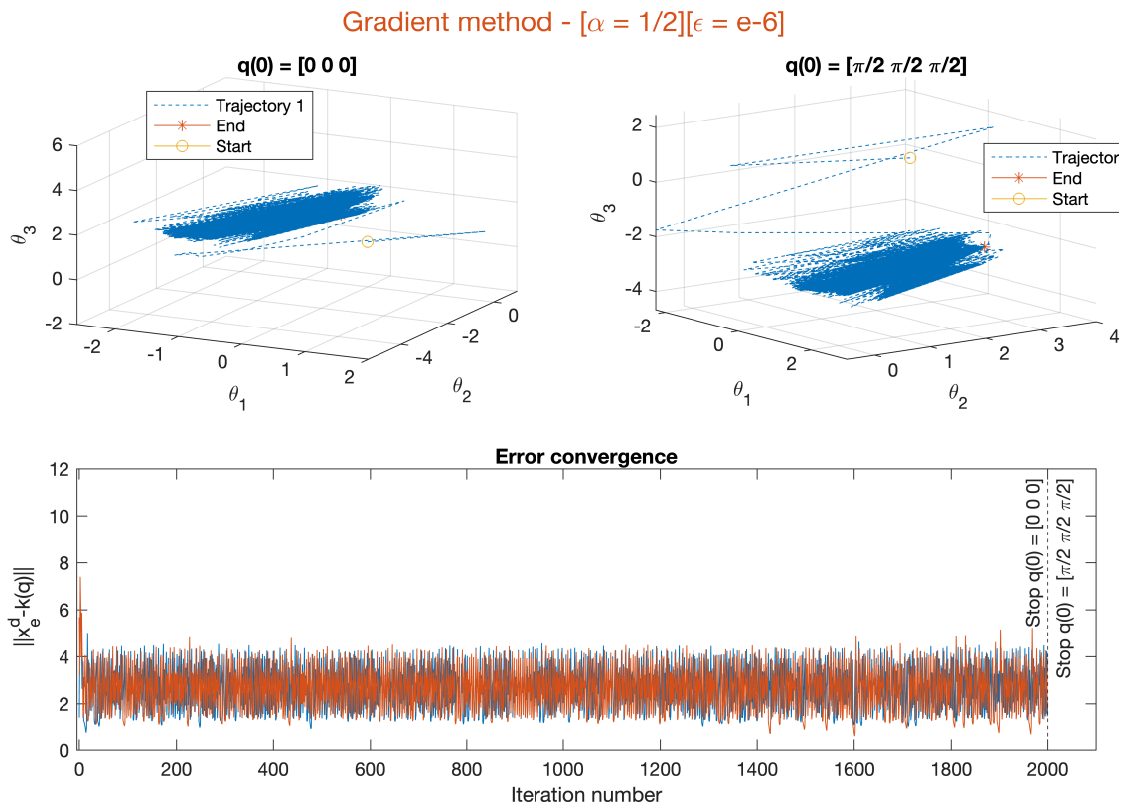 Gradient method - [α = 1/2][ϵ = e-6]
q(0) = [0 0 0]
Trajectory 1
End
Start
6
4
2
0
-2
θ3
-2
-1
0
1
2
θ1
-4
-2
0
θ2
q(0) = [π/2 π/2 π/2]
Trajector
End
Start
2
0
-2
-4
θ3
-2
0
2
θ1
0
1
2
3
4
θ2
Error convergence
12
10
8
6
4
2
0
||x_e^d-k(q)||
0
200
400
600
800
1000
1200
1400
1600
1800
2000
Iteration number
Stop q(0) = [0 0 0]
Stop q(0) = [π/2 π/2 π/2]